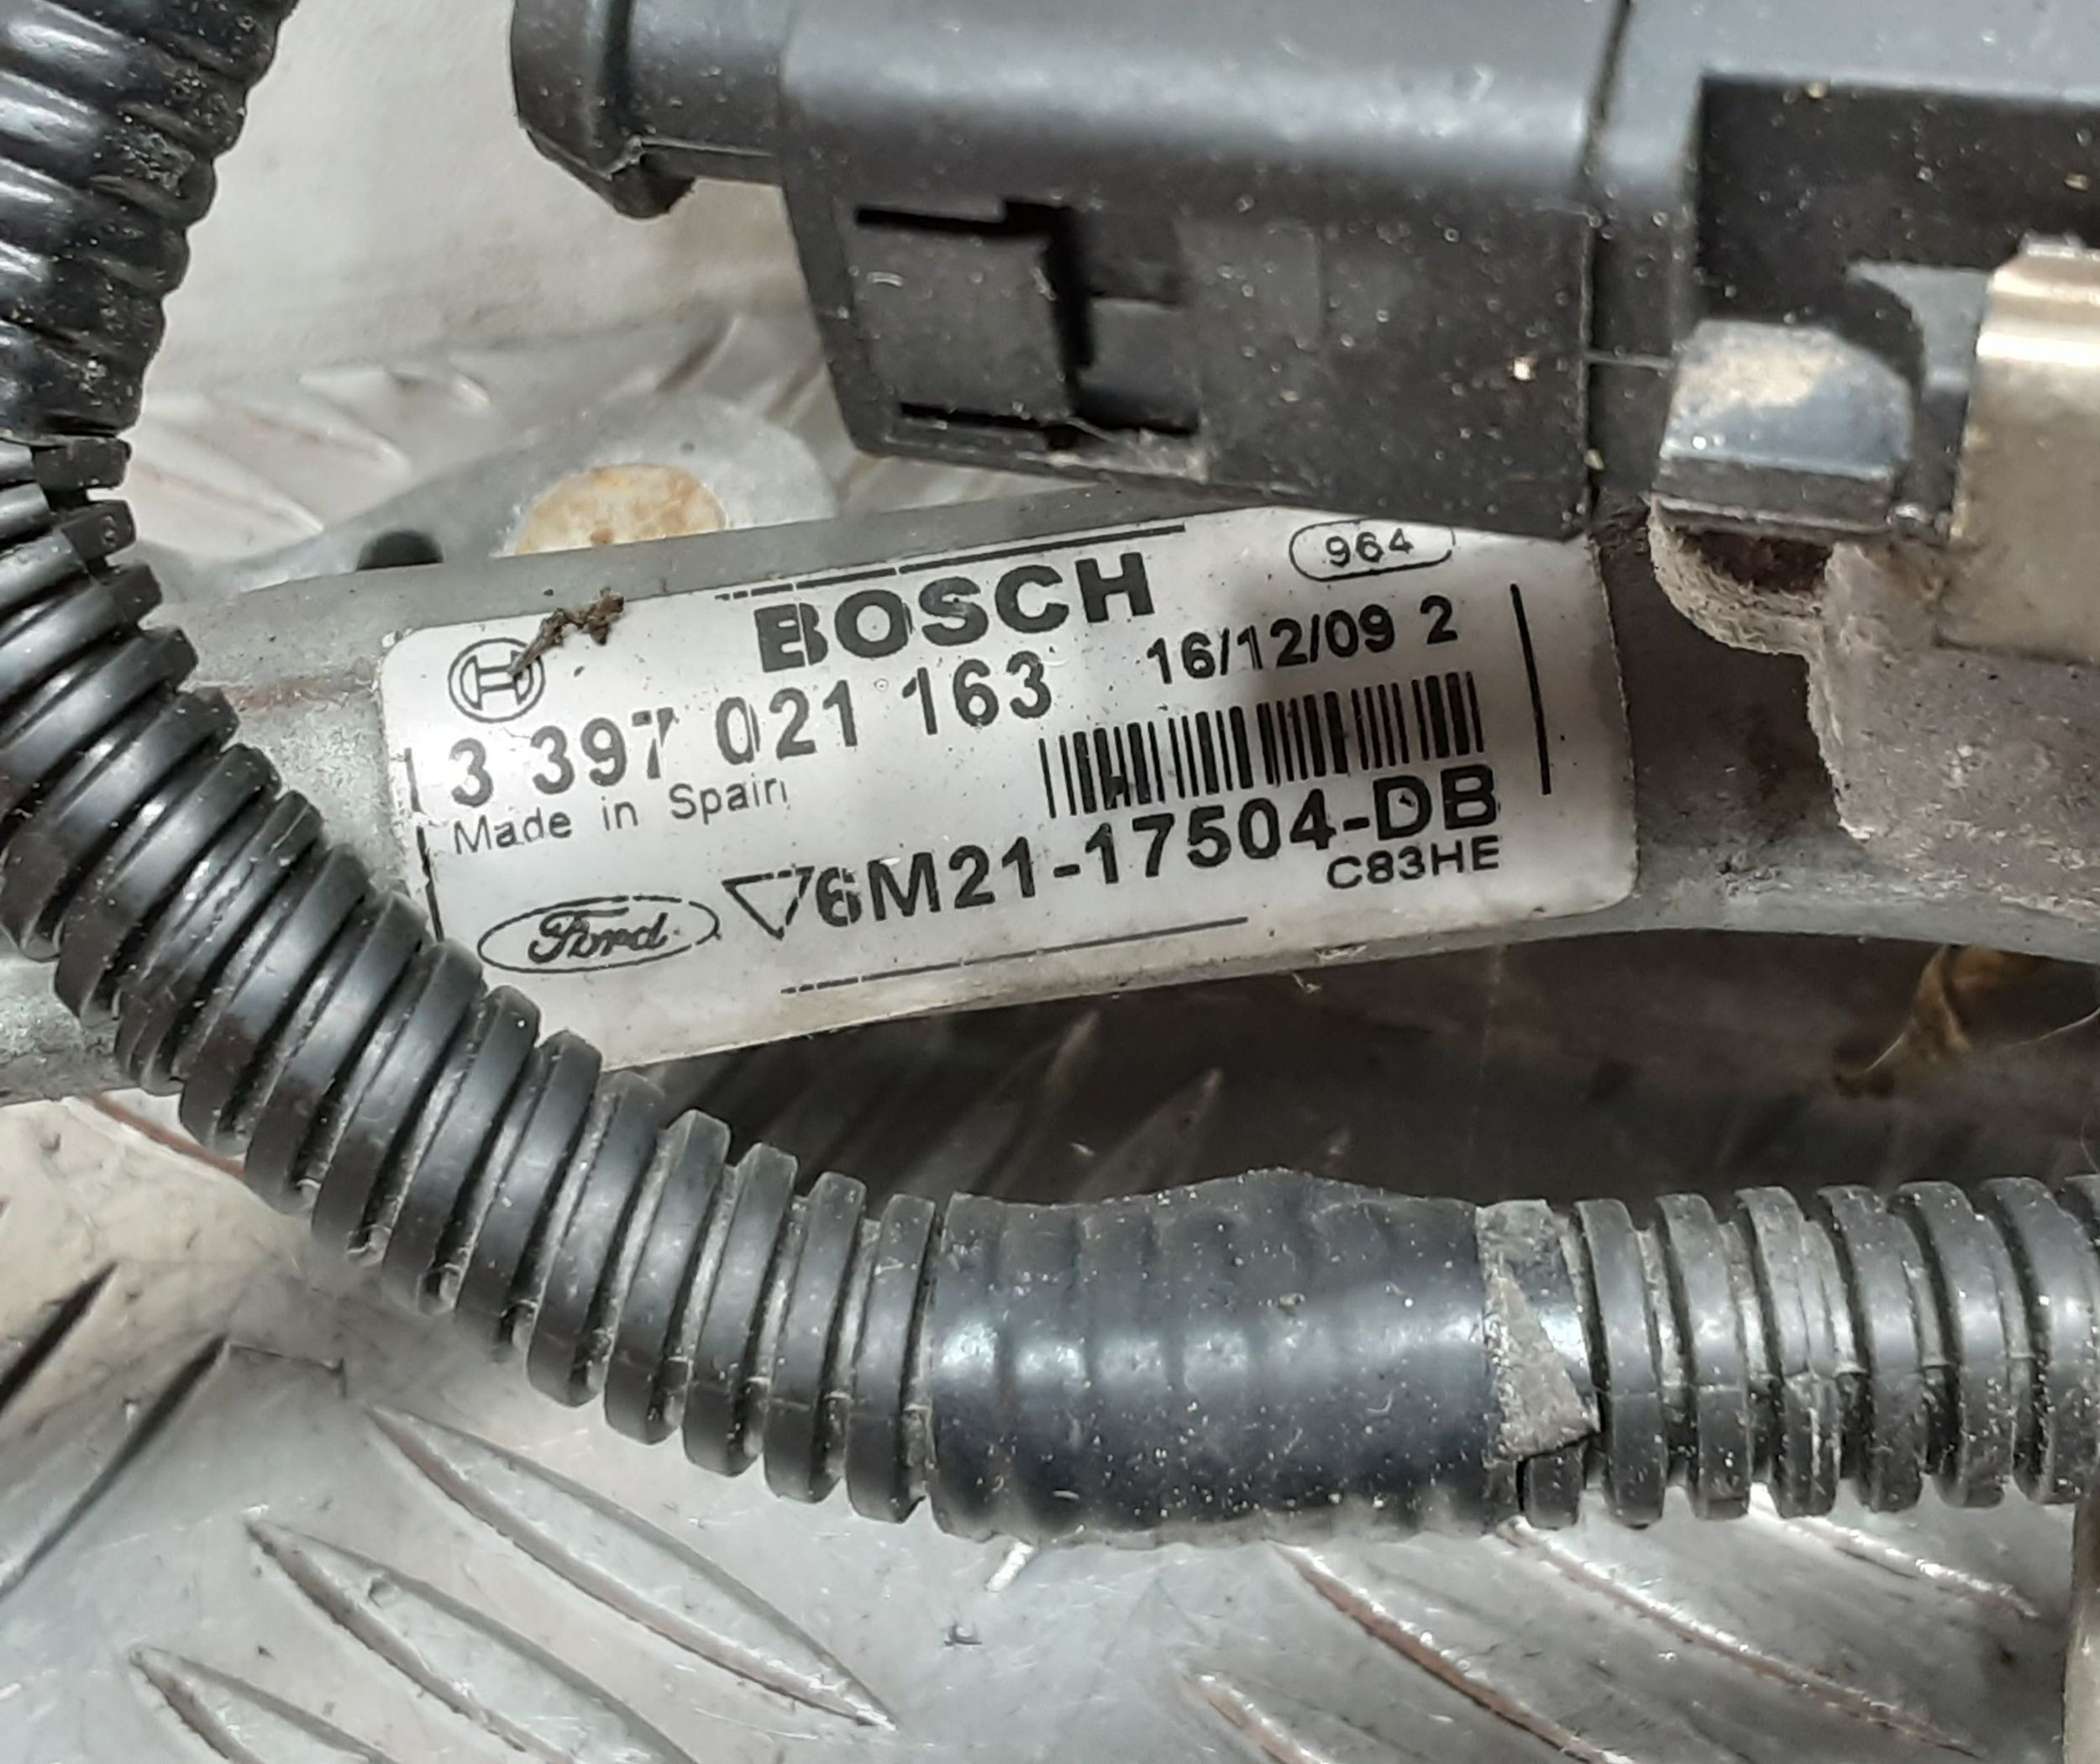 BOSCH
964
3 397 021 163
16/12/09 2
Made in Spain
Ford
6M21-17504-DB
C83HE